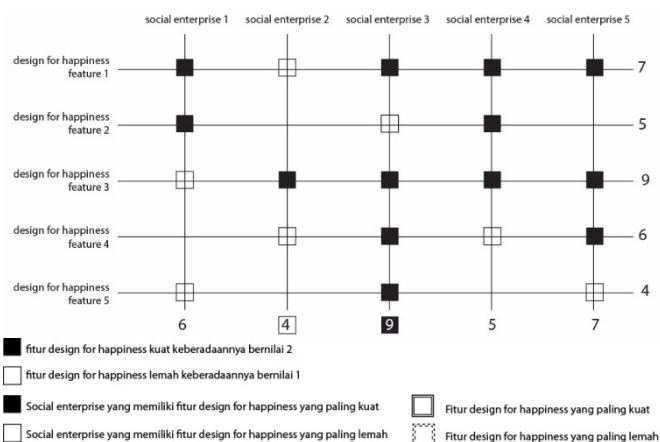 social enterprise 1 social enterprise 2 social enterprise 3 social enterprise 4 social enterprise 5
design for happiness
feature 1
7
design for happiness
feature 2
5
design for happiness
feature 3
9
design for happiness
feature 4
6
design for happiness
feature 5
4
6 4 9 5 7
fitur design for happiness kuat keberadaannya bernilai 2
fitur design for happiness lemah keberadaannya bernilai 1
Social enterprise yang memiliki fitur design for happiness yang paling kuat
Fitur design for happiness yang paling kuat
Social enterprise yang memiliki fitur design for happiness yang paling lemah
Fitur design for happiness yang paling lemah